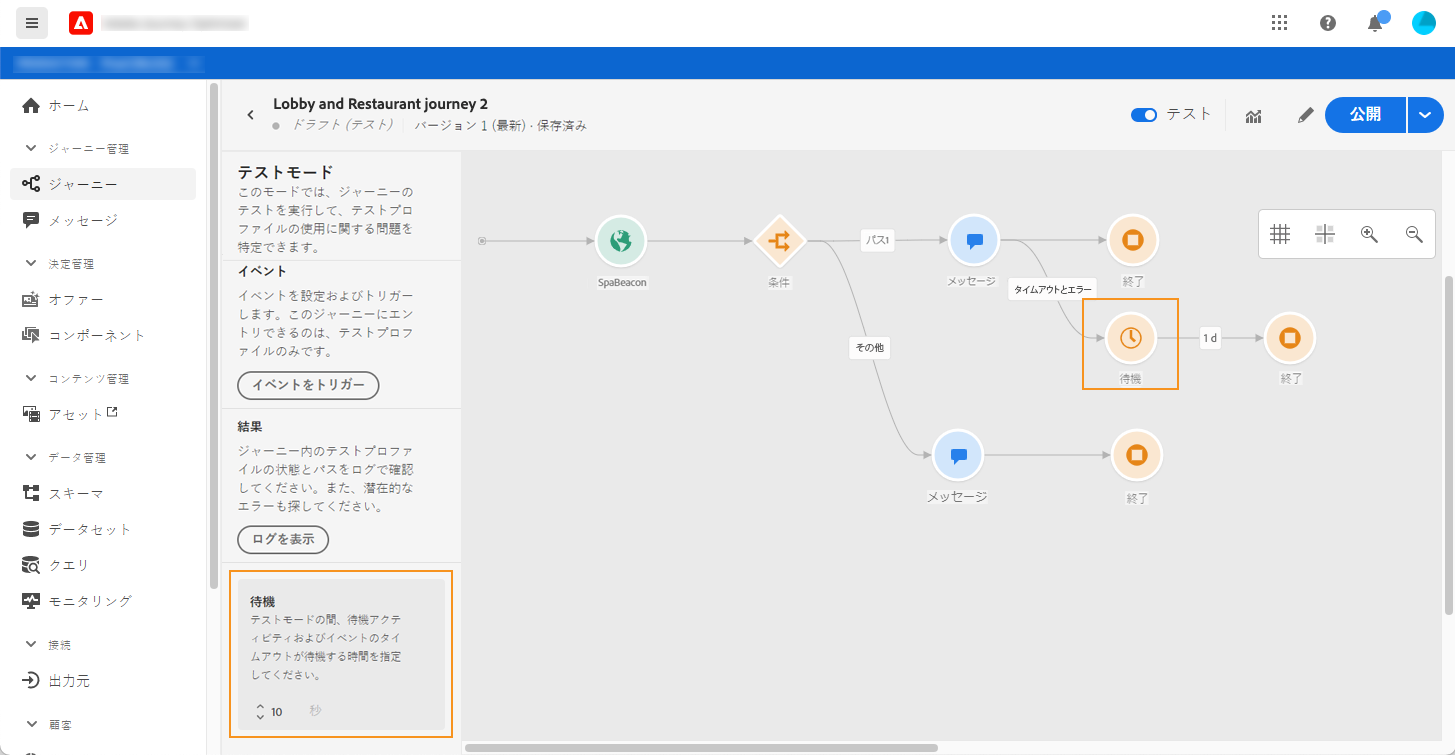 Lobby and Restaurant journey 2
ドラフト (テスト)
バージョン 1 (最新) · 保存済み
テスト
公開
ホーム
ジャーニー管理
ジャーニー
メッセージ
決定管理
オファー
コンポーネント
コンテンツ管理
アセット
データ管理
スキーマ
データセット
クエリ
モニタリング
接続
出力元
顧客
テストモード
このモードでは、ジャーニーの
テストを実行して、テストプロ
ファイルの使用に関する問題を
特定できます。
イベント
イベントを設定およびトリガー
します。このジャーニーにエン
トリできるのは、テストプロフ
ァイルのみです。
イベントをトリガー
結果
ジャーニー内のテストプロファ
イルの状態とパスをログで確認
してください。また、潜在的な
エラーも探してください。
ログを表示
待機
テストモードの間、待機アクテ
ィビティおよびイベントのタイ
ムアウトが待機する時間を指定
してください。
10 秒
SpaBeacon
条件
パス1
メッセージ
終了
タイムアウトとエラー
待機
1 d
終了
その他
メッセージ
終了